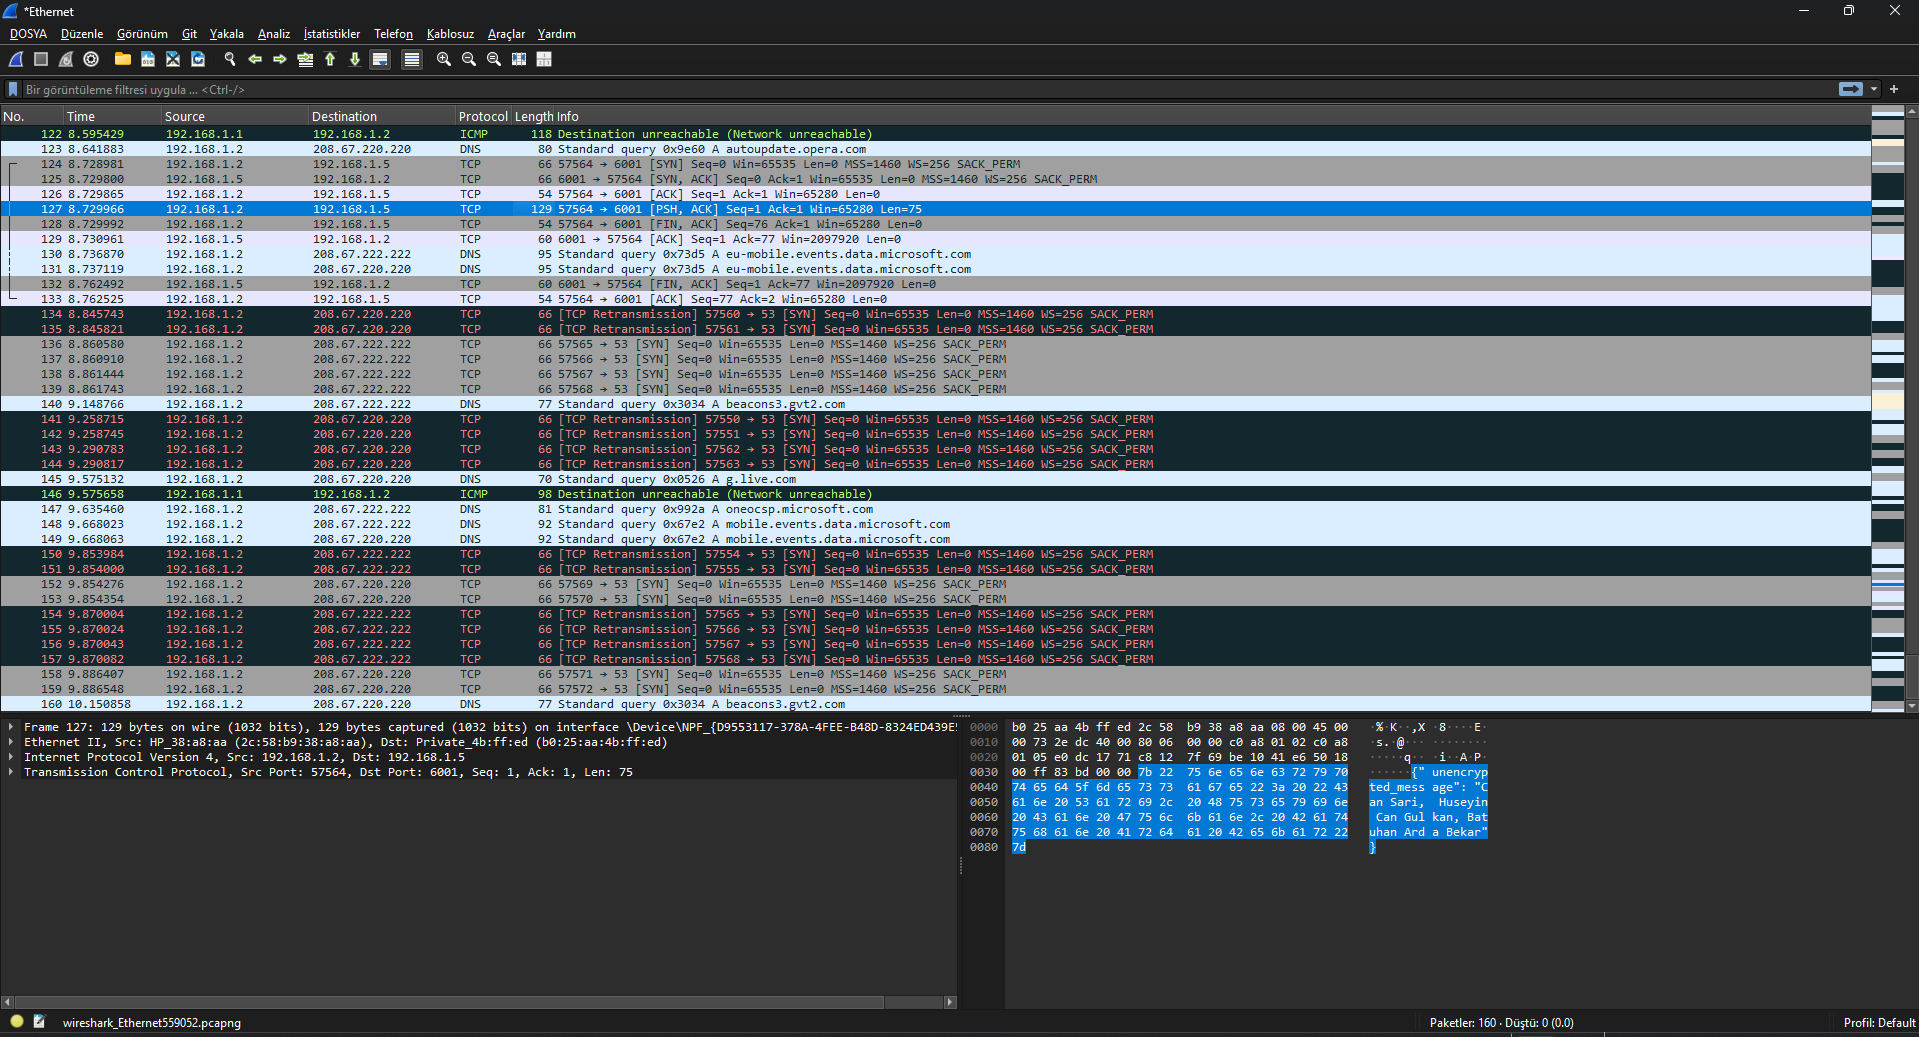 *Ethernet
DOSYA Düzenle Görünüm Git Yakala Analiz İstatistikler Telefon Kablosuz Araçlar Yardım
Bir görüntüleme filtresi uygula ... <Ctrl-/>
No. Time Source Destination Protocol Length Info
122 8.595429 192.168.1.1 192.168.1.2 ICMP 118 Destination unreachable (Network unreachable)
123 8.641883 192.168.1.2 208.67.220.220 DNS 80 Standard query 0x9e60 A autoupdate.opera.com
124 8.728981 192.168.1.2 192.168.1.5 TCP 66 57564 → 6001 [SYN] Seq=0 Win=65535 Len=0 MSS=1460 WS=256 SACK_PERM
125 8.729800 192.168.1.5 192.168.1.2 TCP 66 6001 → 57564 [SYN, ACK] Seq=0 Ack=1 Win=65535 Len=0 MSS=1460 WS=256 SACK_PERM
126 8.729865 192.168.1.2 192.168.1.5 TCP 54 57564 → 6001 [ACK] Seq=1 Ack=1 Win=65280 Len=0
127 8.729966 192.168.1.2 192.168.1.5 TCP 129 57564 → 6001 [PSH, ACK] Seq=1 Ack=1 Win=65280 Len=75
128 8.729992 192.168.1.2 192.168.1.5 TCP 54 57564 → 6001 [FIN, ACK] Seq=76 Ack=1 Win=65280 Len=0
129 8.730961 192.168.1.5 192.168.1.2 TCP 60 6001 → 57564 [ACK] Seq=1 Ack=77 Win=2097920 Len=0
130 8.736870 192.168.1.2 208.67.222.222 DNS 95 Standard query 0x73d5 A eu-mobile.events.data.microsoft.com
131 8.737119 192.168.1.2 208.67.220.220 DNS 95 Standard query 0x73d5 A eu-mobile.events.data.microsoft.com
132 8.762492 192.168.1.5 192.168.1.2 TCP 60 6001 → 57564 [FIN, ACK] Seq=1 Ack=77 Win=2097920 Len=0
133 8.762525 192.168.1.2 192.168.1.5 TCP 54 57564 → 6001 [ACK] Seq=77 Ack=2 Win=65280 Len=0
134 8.845743 192.168.1.2 208.67.220.220 TCP 66 [TCP Retransmission] 57560 → 53 [SYN] Seq=0 Win=65535 Len=0 MSS=1460 WS=256 SACK_PERM
135 8.845821 192.168.1.2 208.67.220.220 TCP 66 [TCP Retransmission] 57561 → 53 [SYN] Seq=0 Win=65535 Len=0 MSS=1460 WS=256 SACK_PERM
136 8.860580 192.168.1.2 208.67.222.222 TCP 66 57565 → 53 [SYN] Seq=0 Win=65535 Len=0 MSS=1460 WS=256 SACK_PERM
137 8.860910 192.168.1.2 208.67.222.222 TCP 66 57566 → 53 [SYN] Seq=0 Win=65535 Len=0 MSS=1460 WS=256 SACK_PERM
138 8.861444 192.168.1.2 208.67.222.222 TCP 66 57567 → 53 [SYN] Seq=0 Win=65535 Len=0 MSS=1460 WS=256 SACK_PERM
139 8.861743 192.168.1.2 208.67.222.222 TCP 66 57568 → 53 [SYN] Seq=0 Win=65535 Len=0 MSS=1460 WS=256 SACK_PERM
140 9.148766 192.168.1.2 208.67.222.222 DNS 77 Standard query 0x3034 A beacons3.gvt2.com
141 9.258715 192.168.1.2 208.67.220.220 TCP 66 [TCP Retransmission] 57550 → 53 [SYN] Seq=0 Win=65535 Len=0 MSS=1460 WS=256 SACK_PERM
142 9.258745 192.168.1.2 208.67.220.220 TCP 66 [TCP Retransmission] 57551 → 53 [SYN] Seq=0 Win=65535 Len=0 MSS=1460 WS=256 SACK_PERM
143 9.290783 192.168.1.2 208.67.220.220 TCP 66 [TCP Retransmission] 57562 → 53 [SYN] Seq=0 Win=65535 Len=0 MSS=1460 WS=256 SACK_PERM
144 9.290817 192.168.1.2 208.67.220.220 TCP 66 [TCP Retransmission] 57563 → 53 [SYN] Seq=0 Win=65535 Len=0 MSS=1460 WS=256 SACK_PERM
145 9.575132 192.168.1.2 208.67.220.220 DNS 70 Standard query 0x0526 A g.live.com
146 9.575658 192.168.1.1 192.168.1.2 ICMP 98 Destination unreachable (Network unreachable)
147 9.635460 192.168.1.2 208.67.222.222 DNS 81 Standard query 0x992a A oneocsp.microsoft.com
148 9.668023 192.168.1.2 208.67.222.222 DNS 92 Standard query 0x67e2 A mobile.events.data.microsoft.com
149 9.668063 192.168.1.2 208.67.220.220 DNS 92 Standard query 0x67e2 A mobile.events.data.microsoft.com
150 9.853984 192.168.1.2 208.67.222.222 TCP 66 [TCP Retransmission] 57554 → 53 [SYN] Seq=0 Win=65535 Len=0 MSS=1460 WS=256 SACK_PERM
151 9.854000 192.168.1.2 208.67.222.222 TCP 66 [TCP Retransmission] 57555 → 53 [SYN] Seq=0 Win=65535 Len=0 MSS=1460 WS=256 SACK_PERM
152 9.854276 192.168.1.2 208.67.220.220 TCP 66 57569 → 53 [SYN] Seq=0 Win=65535 Len=0 MSS=1460 WS=256 SACK_PERM
153 9.854354 192.168.1.2 208.67.220.220 TCP 66 57570 → 53 [SYN] Seq=0 Win=65535 Len=0 MSS=1460 WS=256 SACK_PERM
154 9.870004 192.168.1.2 208.67.222.222 TCP 66 [TCP Retransmission] 57565 → 53 [SYN] Seq=0 Win=65535 Len=0 MSS=1460 WS=256 SACK_PERM
155 9.870024 192.168.1.2 208.67.222.222 TCP 66 [TCP Retransmission] 57566 → 53 [SYN] Seq=0 Win=65535 Len=0 MSS=1460 WS=256 SACK_PERM
156 9.870043 192.168.1.2 208.67.222.222 TCP 66 [TCP Retransmission] 57567 → 53 [SYN] Seq=0 Win=65535 Len=0 MSS=1460 WS=256 SACK_PERM
157 9.870082 192.168.1.2 208.67.222.222 TCP 66 [TCP Retransmission] 57568 → 53 [SYN] Seq=0 Win=65535 Len=0 MSS=1460 WS=256 SACK_PERM
158 9.886407 192.168.1.2 208.67.220.220 TCP 66 57571 → 53 [SYN] Seq=0 Win=65535 Len=0 MSS=1460 WS=256 SACK_PERM
159 9.886548 192.168.1.2 208.67.220.220 TCP 66 57572 → 53 [SYN] Seq=0 Win=65535 Len=0 MSS=1460 WS=256 SACK_PERM
160 10.150858 192.168.1.2 208.67.220.220 DNS 77 Standard query 0x3034 A beacons3.gvt2.com
Frame 127: 129 bytes on wire (1032 bits), 129 bytes captured (1032 bits) on interface \Device\NPF_{D9553117-378A-4FEE-B48D-8324ED439E
Ethernet II, Src: HP_38:a8:aa (2c:58:b9:38:a8:aa), Dst: Private_4b:ff:ed (b0:25:aa:4b:ff:ed)
Internet Protocol Version 4, Src: 192.168.1.2, Dst: 192.168.1.5
Transmission Control Protocol, Src Port: 57564, Dst Port: 6001, Seq: 1, Ack: 1, Len: 75
0000 b0 25 aa 4b ff ed 2c 58 b9 38 a8 aa 08 00 45 00 ·%·K··,X ·8····E·
0010 00 73 2e dc 40 00 80 06 00 00 c0 a8 01 02 c0 a8 ·s.·@··· ········
0020 01 05 e0 dc 17 71 c8 12 7f 69 be 10 41 e6 50 18 ·····q·· ·i··A·P·
0030 00 ff 83 bd 00 00 7b 22 75 6e 65 6e 63 72 79 70 ······{" unencryp
0040 74 65 64 5f 6d 65 73 73 61 67 65 22 3a 20 22 43 ted_mess age": "C
0050 61 6e 20 53 61 72 69 2c 20 48 75 73 65 79 69 6e an Sari, Huseyin
0060 20 43 61 6e 20 47 75 6c 6b 61 6e 2c 20 42 61 74 Can Gul kan, Bat
0070 75 68 61 6e 20 41 72 64 61 20 42 65 6b 61 72 22 uhan Ard a Bekar"
0080 7d }
wireshark_Ethernet559052.pcapng Paketler: 160 · Düştü: 0 (0.0) Profil: Default